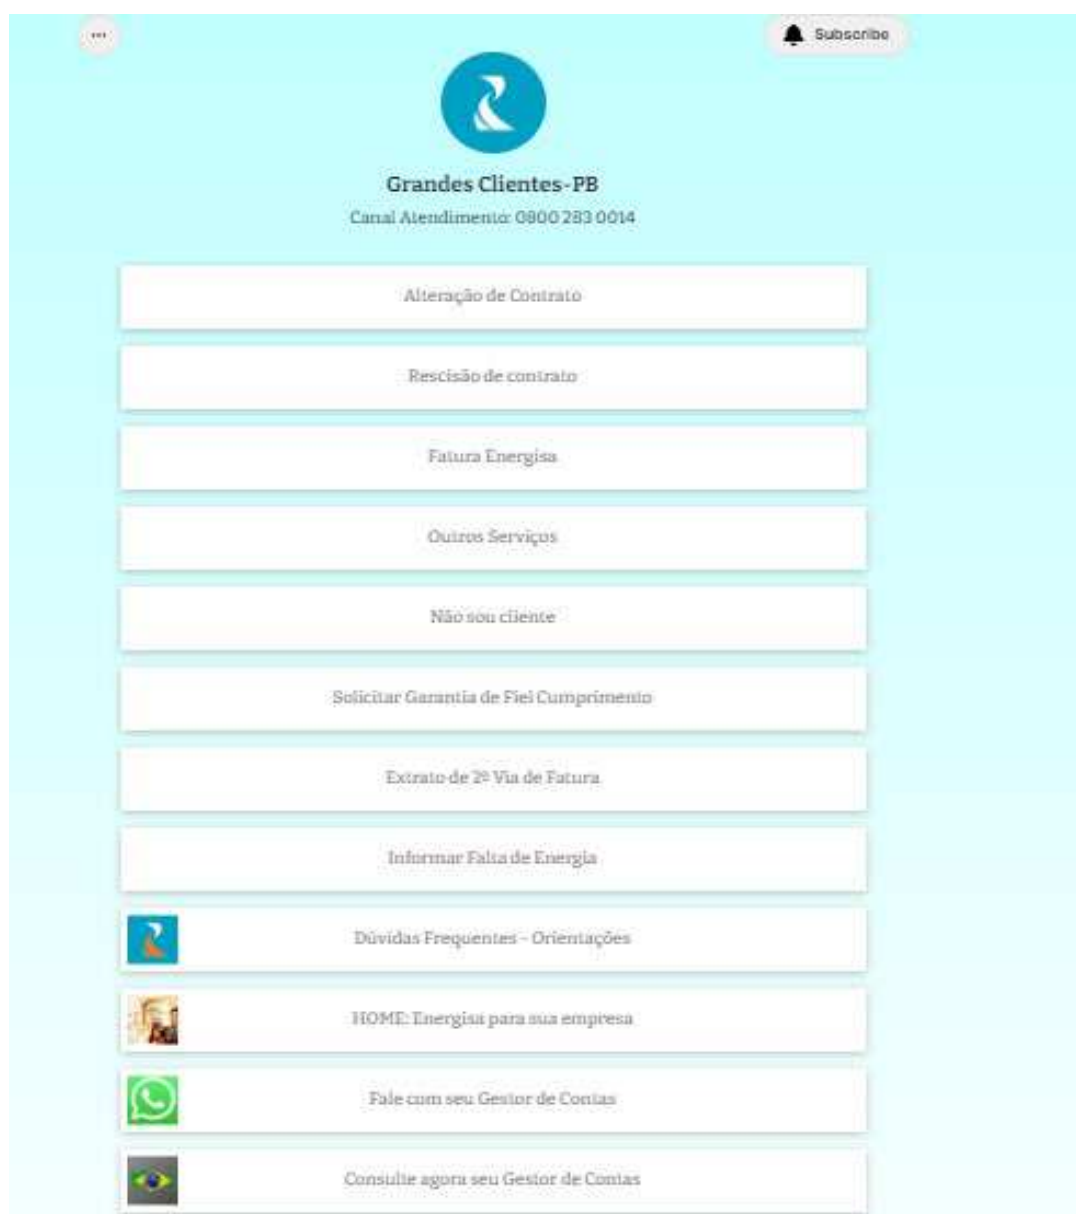 ...
Subscribe
Grandes Clientes-PB
Canal Atendimento: 0800 283 0014
Alteração de Contrato
Rescisão de contrato
Fatura Energisa
Outros Serviços
Não sou cliente
Solicitar Garantia de Fiel Cumprimento
Extrato de 2ª Via de Fatura
Informar Falta de Energia
Dúvidas Frequentes - Orientações
HOME: Energisa para sua empresa
Fale com seu Gestor de Contas
Consulte agora seu Gestor de Contas